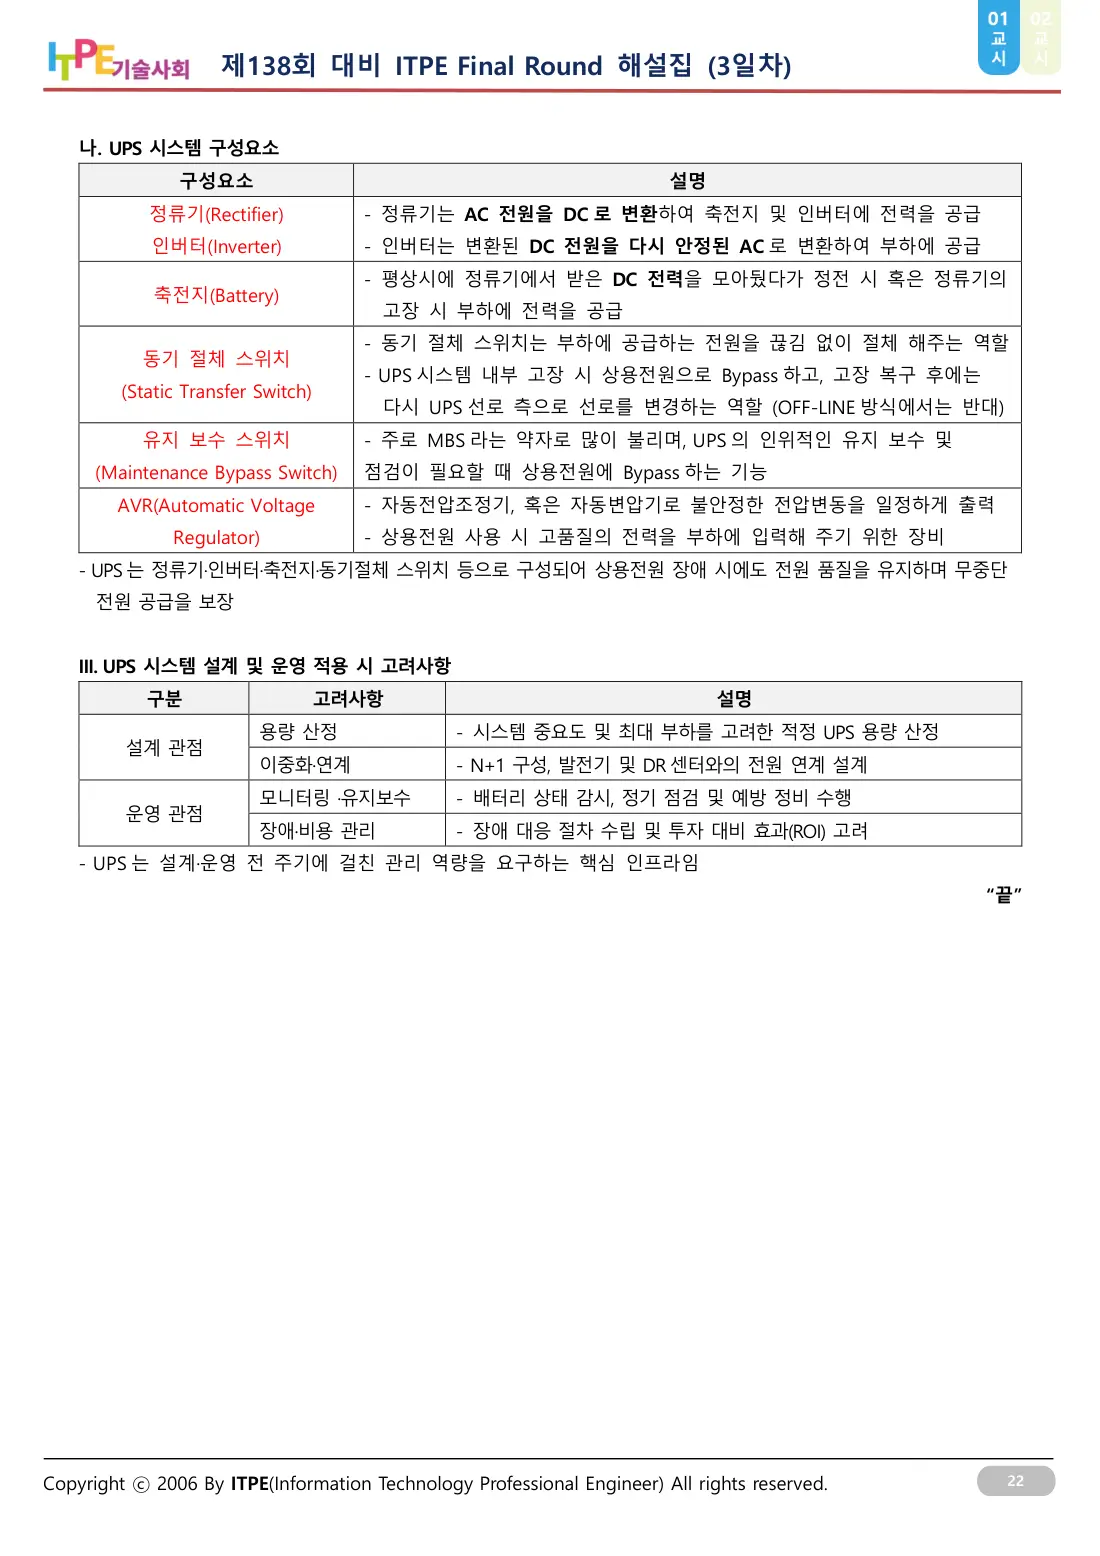 01
교
시
02
교
시
ITPE기술사회 제138회 대비 ITPE Final Round 해설집 (3일차)
나. UPS 시스템 구성요소
구성요소 설명
정류기(Rectifier)
인버터(Inverter)
- 정류기는 AC 전원을 DC로 변환하여 축전지 및 인버터에 전력을 공급
- 인버터는 변환된 DC 전원을 다시 안정된 AC로 변환하여 부하에 공급
축전지(Battery)
- 평상시에 정류기에서 받은 DC 전력을 모아뒀다가 정전 시 혹은 정류기의
고장 시 부하에 전력을 공급
동기 절체 스위치
(Static Transfer Switch)
- 동기 절체 스위치는 부하에 공급하는 전원을 끊김 없이 절체 해주는 역할
- UPS 시스템 내부 고장 시 상용전원으로 Bypass 하고, 고장 복구 후에는
다시 UPS 선로 측으로 선로를 변경하는 역할 (OFF-LINE 방식에서는 반대)
유지 보수 스위치
(Maintenance Bypass Switch)
- 주로 MBS 라는 약자로 많이 불리며, UPS 의 인위적인 유지 보수 및
점검이 필요할 때 상용전원에 Bypass 하는 기능
AVR(Automatic Voltage
Regulator)
- 자동전압조정기, 혹은 자동변압기로 불안정한 전압변동을 일정하게 출력
- 상용전원 사용 시 고품질의 전력을 부하에 입력해 주기 위한 장비
- UPS 는 정류기·인버터·축전지·동기절체 스위치 등으로 구성되어 상용전원 장애 시에도 전원 품질을 유지하며 무중단
전원 공급을 보장
III. UPS 시스템 설계 및 운영 적용 시 고려사항
구분 고려사항 설명
설계 관점
용량 산정 - 시스템 중요도 및 최대 부하를 고려한 적정 UPS 용량 산정
이중화·연계 - N+1 구성, 발전기 및 DR 센터와의 전원 연계 설계
운영 관점
모니터링 ·유지보수 - 배터리 상태 감시, 정기 점검 및 예방 정비 수행
장애·비용 관리 - 장애 대응 절차 수립 및 투자 대비 효과(ROI) 고려
- UPS 는 설계·운영 전 주기에 걸친 관리 역량을 요구하는 핵심 인프라임
“끝”
Copyright ⓒ 2006 By ITPE(Information Technology Professional Engineer) All rights reserved.
22